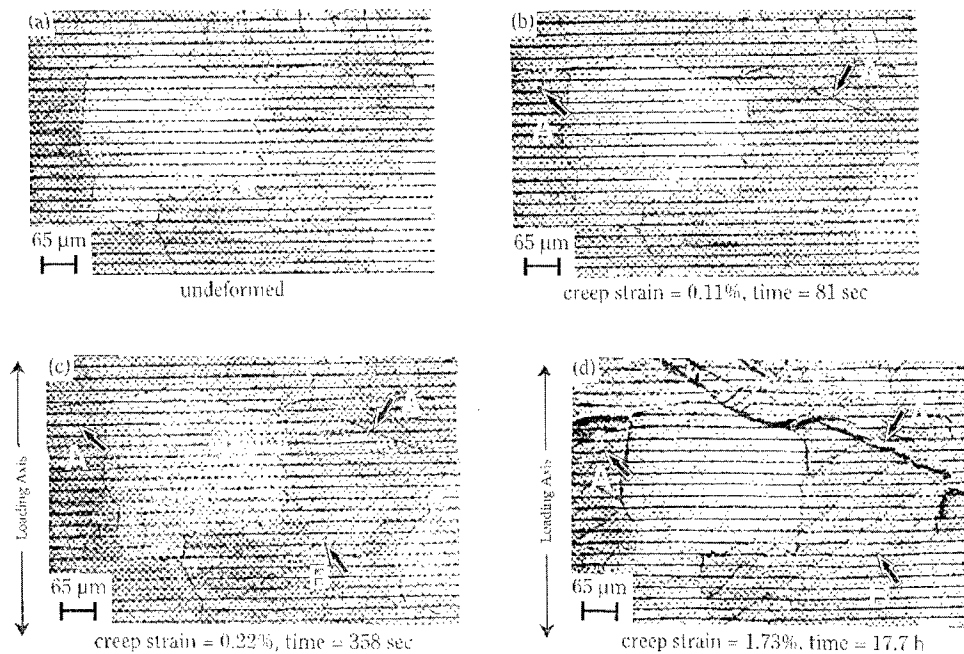 (a)
(b)
A
65 μm
65 μm
undeformed
creep strain = 0.11%, time = 81 sec
(c)
(d)
Loading Axis
Loading Axis
65 μm
65 μm
creep strain = 0.22%, time = 358 sec
creep strain = 1.73%, time = 17.7 h